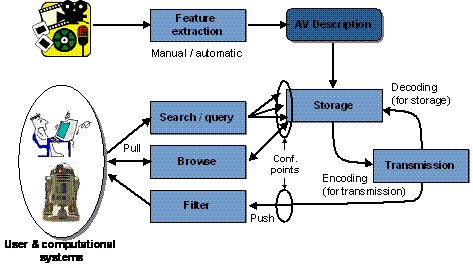 Feature
extraction
AV Description
Manual / automatic
Decoding
(for storage)
Search / query
Storage
Pull
Browse
Conf.
points
Transmission
Encoding
(for transmission)
Filter
Push
User & computational
systems